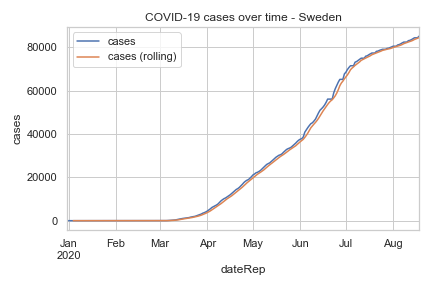 COVID-19 cases over time - Sweden
cases
cases (rolling)
80000
60000
40000
20000
0
cases
Jan Feb Mar Apr May Jun Jul Aug
2020
dateRep